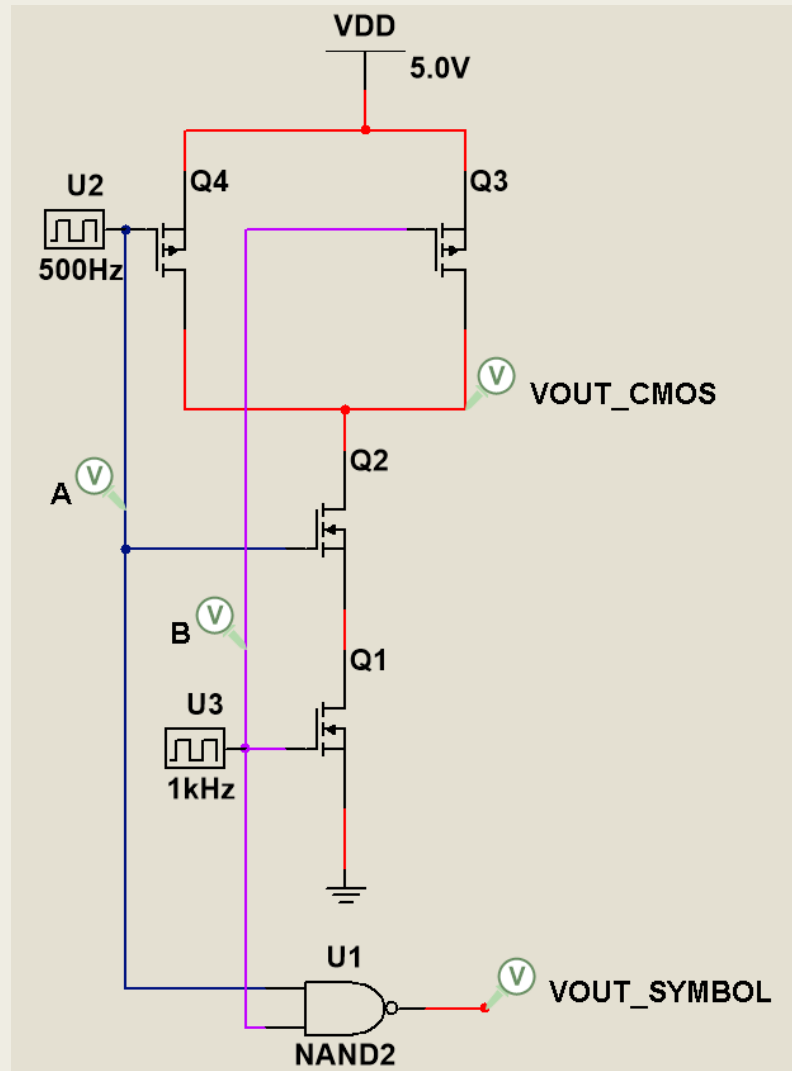 VDD
5.0V
U2
Q4
Q3
500Hz
V
VOUT_CMOS
Q2
V
A
V
B
Q1
U3
1kHz
U1
V
VOUT_SYMBOL
NAND2